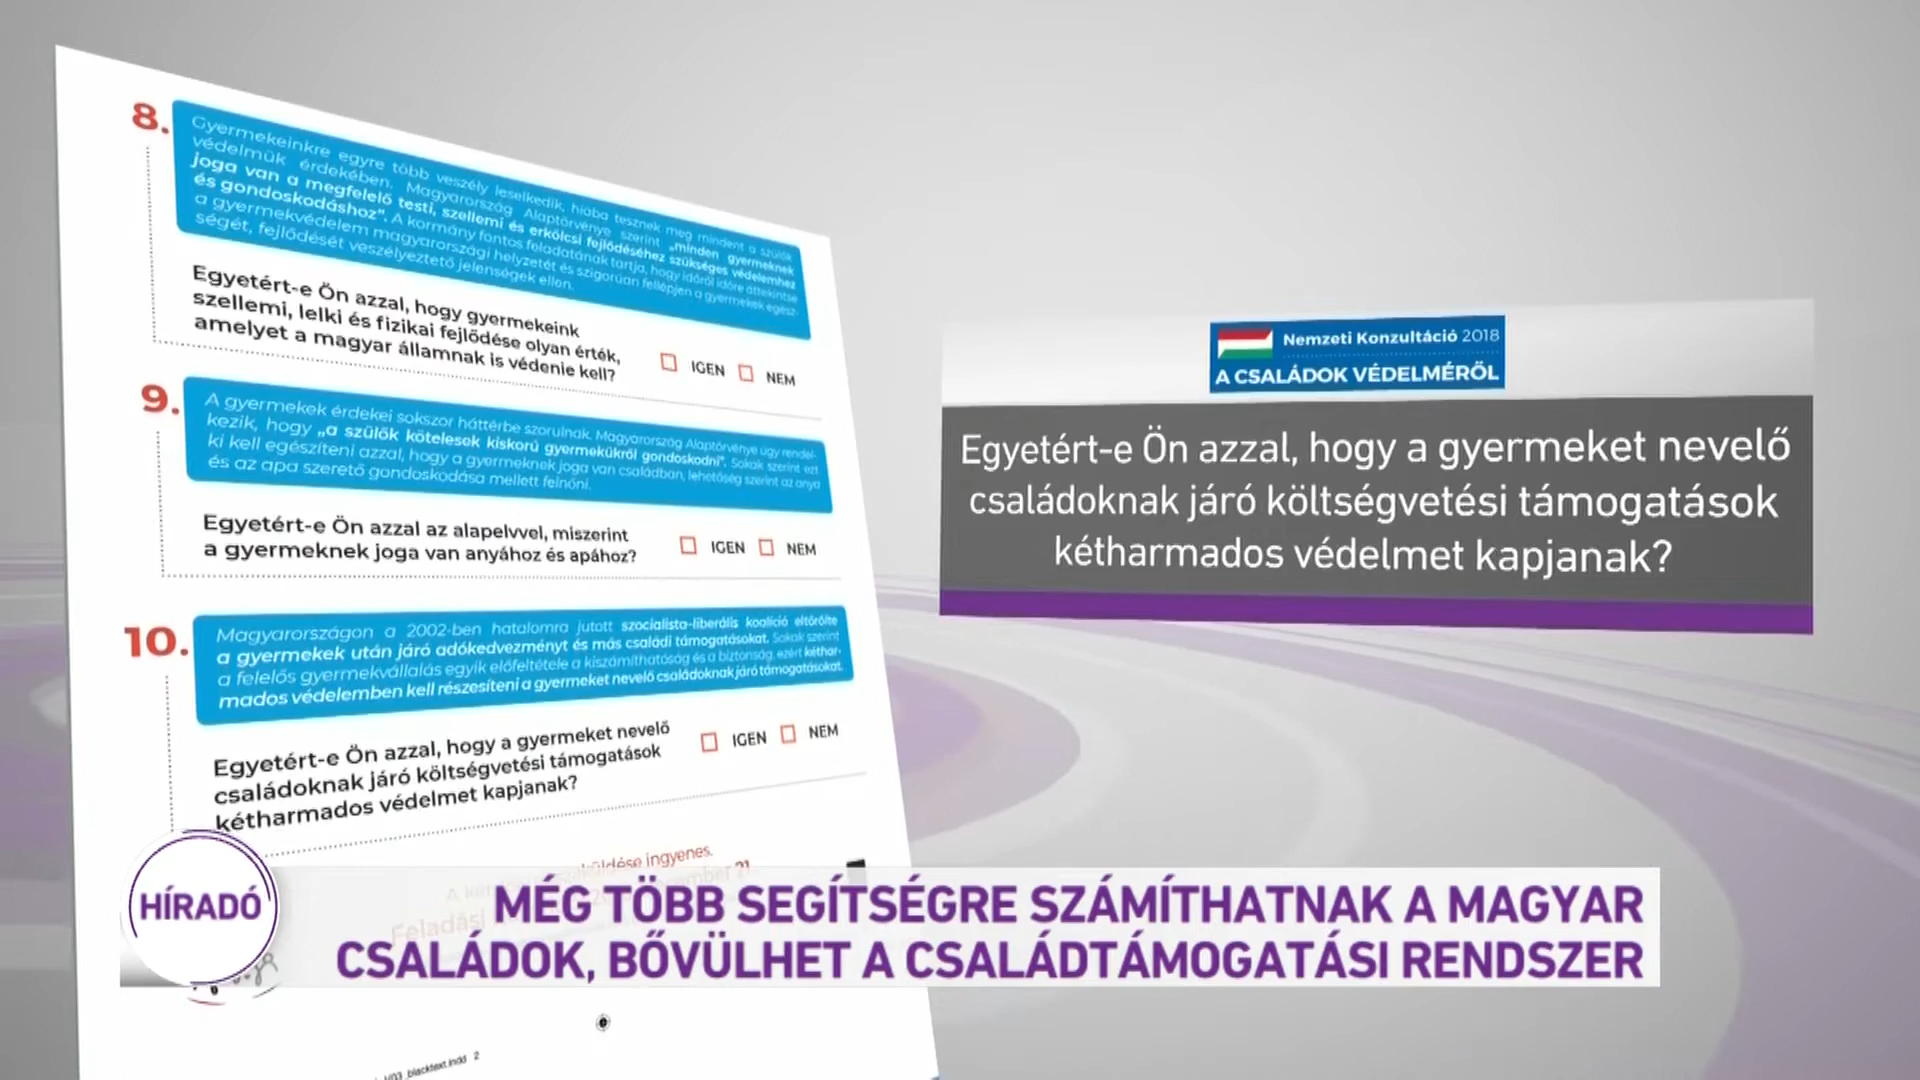 8.
Gyermekeinkre egyre több veszély leselkedik, hiába tesznek meg mindent a szülők
védelmük érdekében. Magyarország Alaptörvénye szerint „minden gyermeknek
joga van a megfelelő testi, szellemi és erkölcsi fejlődéséhez szükséges védelemhez
és gondoskodáshoz”. A kormány fontos feladatának tartja, hogy időről időre áttekintse
a gyermekvédelem magyarországi helyzetét és szigorúan fellépjen a gyermekek egész-
ségét, fejlődését veszélyeztető jelenségek ellen.
Egyetért-e Ön azzal, hogy gyermekeink
szellemi, lelki és fizikai fejlődése olyan érték,
amelyet a magyar államnak is védenie kell?
IGEN NEM
9.
A gyermekek érdekei sokszor háttérbe szorulnak. Magyarország Alaptörvénye úgy rendel-
kezik, hogy „a szülők kötelesek kiskorú gyermekükről gondoskodni”. Sokak szerint ezt
ki kell egészíteni azzal, hogy a gyermeknek joga van családban, lehetőség szerint az anya
és az apa szerető gondoskodása mellett felnőni.
Egyetért-e Ön azzal az alapelvvel, miszerint
a gyermeknek joga van anyához és apához?
IGEN NEM
10.
Magyarországon a 2002-ben hatalomra jutott szocialista-liberális koalíció eltörölte
a gyermekek után járó adókedvezményt és más családi támogatásokat. Sokak szerint
a felelős gyermekvállalás egyik előfeltétele a kiszámíthatóság és a biztonság, ezért kéthar-
mados védelemben kell részesíteni a gyermeket nevelő családoknak járó támogatásokat.
Egyetért-e Ön azzal, hogy a gyermeket nevelő
családoknak járó költségvetési támogatások
kétharmados védelmet kapjanak?
IGEN NEM
ingyenes.
21.
Feladási
_blacktext.indd 2
Nemzeti Konzultáció 2018
A CSALÁDOK VÉDELMÉRŐL
Egyetért-e Ön azzal, hogy a gyermeket nevelő
családoknak járó költségvetési támogatások
kétharmados védelmet kapjanak?
HÍRADÓ
MÉG TÖBB SEGÍTSÉGRE SZÁMÍTHATNAK A MAGYAR
CSALÁDOK, BŐVÜLHET A CSALÁDTÁMOGATÁSI RENDSZER